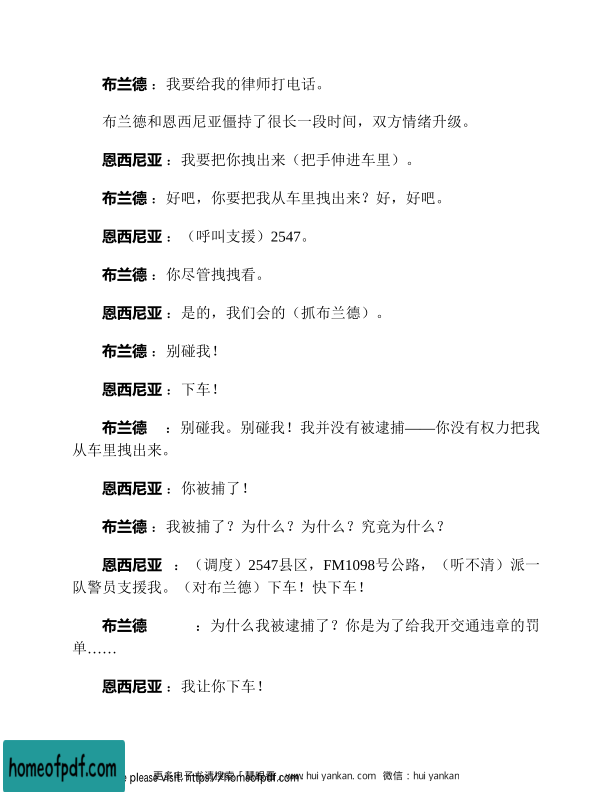 布兰德：我要给我的律师打电话。
布兰德和恩西尼亚僵持了很长一段时间，双方情绪升级。
恩西尼亚：我要把你拽出来（把手伸进车里）。
布兰德：好吧，你要把我从车里拽出来？好，好吧。
恩西尼亚：（呼叫支援）2547。
布兰德：你尽管拽拽看。
恩西尼亚：是的，我们会的（抓布兰德）。
布兰德：别碰我！
恩西尼亚：下车！
布兰德：别碰我。别碰我！我并没有被逮捕——你没有权力把我
从车里拽出来。
恩西尼亚：你被捕了！
布兰德：我被捕了？为什么？为什么？究竟为什么？
恩西尼亚：（调度）2547县区，FM1098号公路，（听不清）派一
队警员支援我。（对布兰德）下车！快下车！
布兰德：为什么我被逮捕了？你是为了给我开交通违章的罚
单……
恩西尼亚：我让你下车！
homeofpdf.com
please visit: https://homeofpdf.com
huiyankan.com 微信：huiyankan